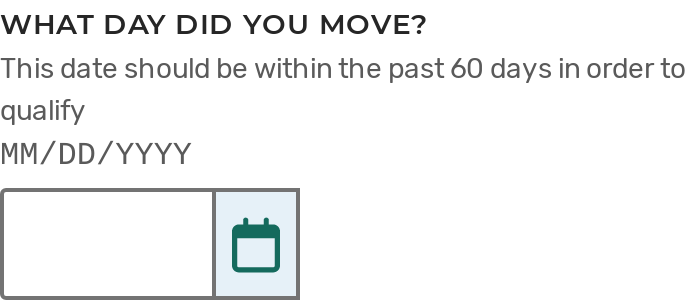 WHAT DAY DID YOU MOVE?
This date should be within the past 60 days in order to
qualify
MM/DD/YYYY